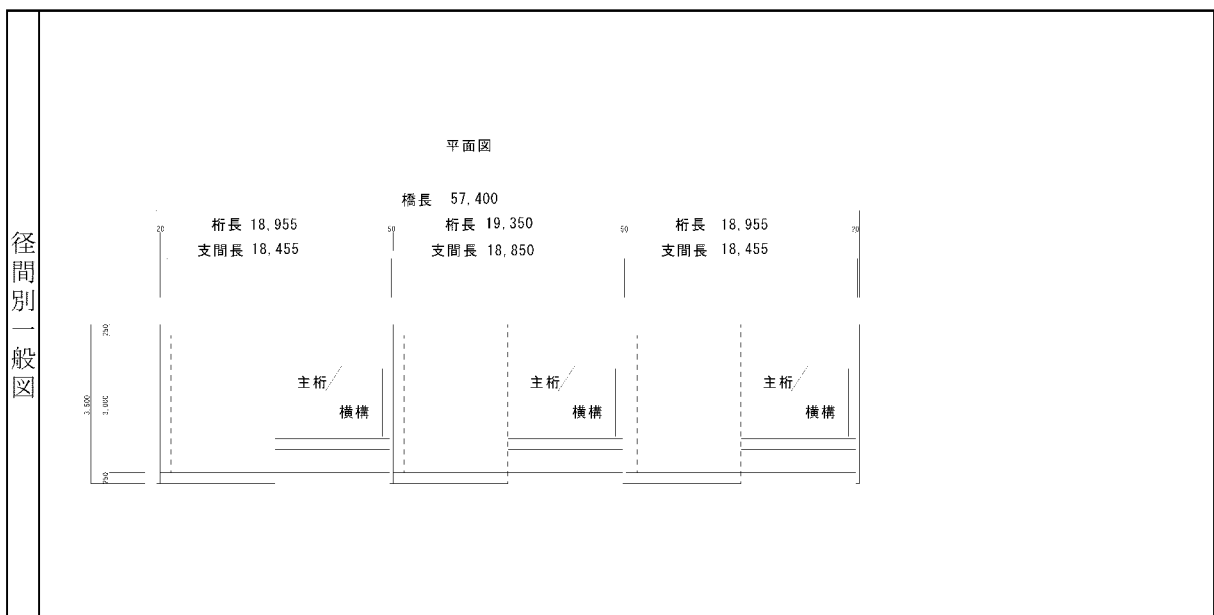 径間別一般図
平面図
橋長 57,400
桁長 18,955 桁長 19,350 桁長 18,955
20 50 50 20
支間長 18,455 支間長 18,850 支間長 18,455
250
主桁 主桁 主桁
3,500 3,000 横構 横構 横構
250